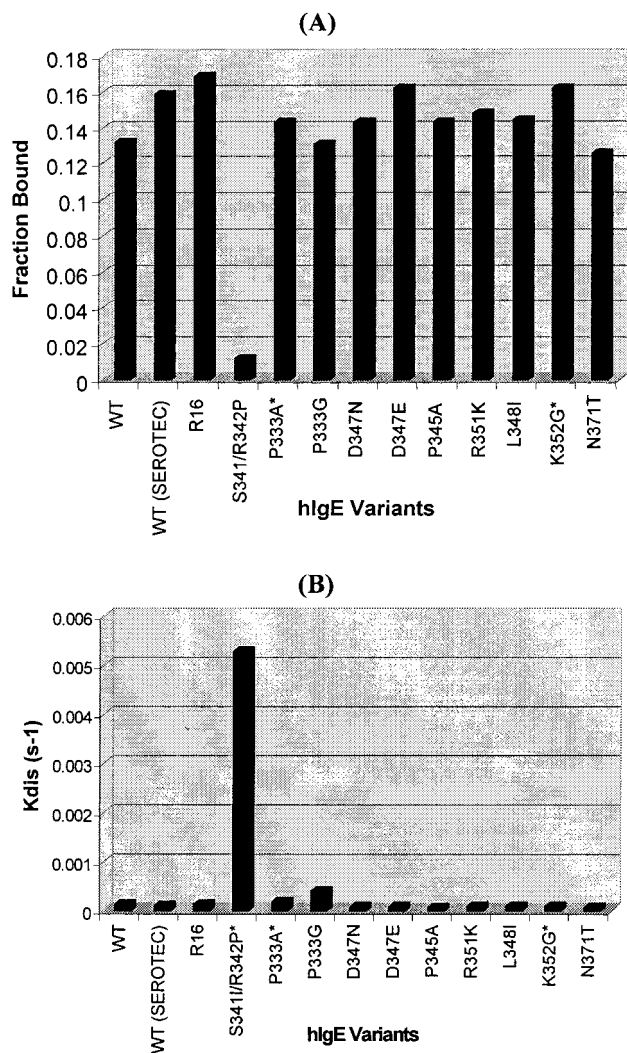 (A)
0.18
0.16
0.14
0.12
0.1
0.08
0.06
0.04
0.02
0
Fraction Bound
WT
WT (SEROTEC)
R16
S341/R342P
P333A*
P333G
D347N
D347E
P345A
R351K
L348I
K352G*
N371T
hIgE Variants
(B)
0.006
0.005
0.004
0.003
0.002
0.001
0
Kdis (s-1)
WT
WT (SEROTEC)
R16
S341I/R342P*
P333A*
P333G
D347N
D347E
P345A
R351K
L348I
K352G*
N371T
hIgE Variants